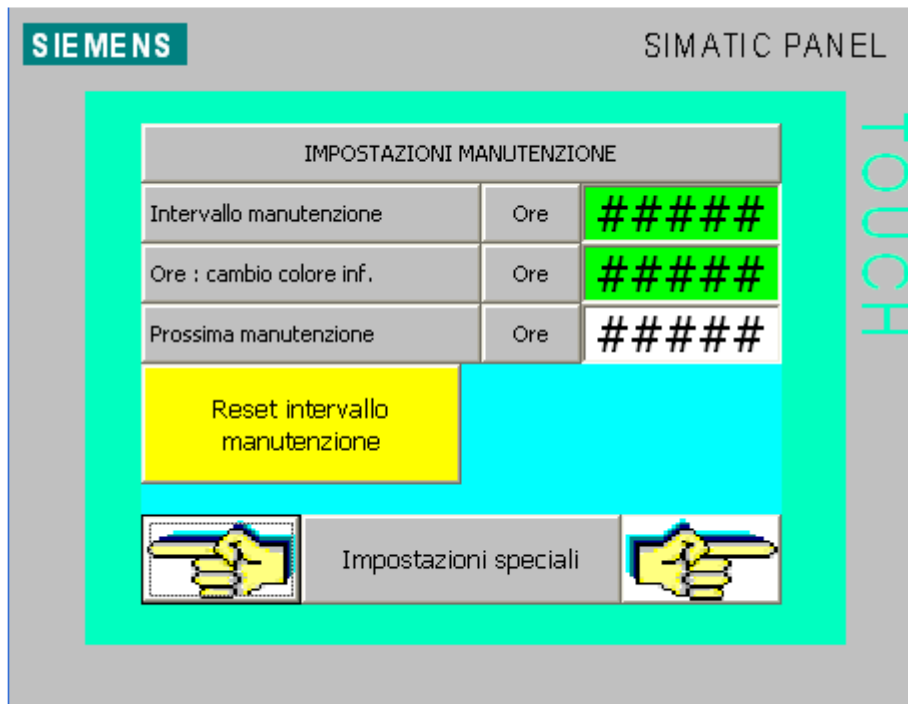 SIEMENS
SIMATIC PANEL
TOUCH
IMPOSTAZIONI MANUTENZIONE
Intervallo manutenzione Ore #####
Ore : cambio colore inf. Ore #####
Prossima manutenzione Ore #####
Reset intervallo
manutenzione
Impostazioni speciali